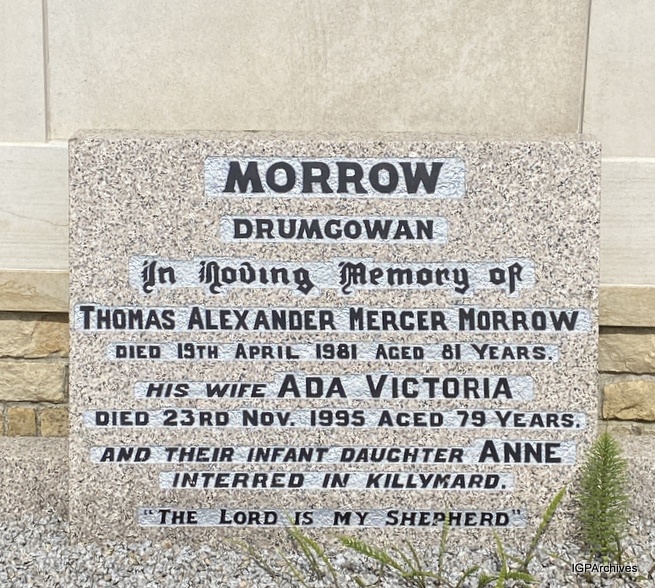 MORROW
DRUMGOWAN
In Loving Memory of
THOMAS ALEXANDER MERCER MORROW
DIED 19TH APRIL 1981 AGED 81 YEARS.
HIS WIFE ADA VICTORIA
DIED 23RD NOV. 1995 AGED 79 YEARS.
AND THEIR INFANT DAUGHTER ANNE
INTERRED IN KILLYMARD.
"THE LORD IS MY SHEPHERD"
IGPArchives